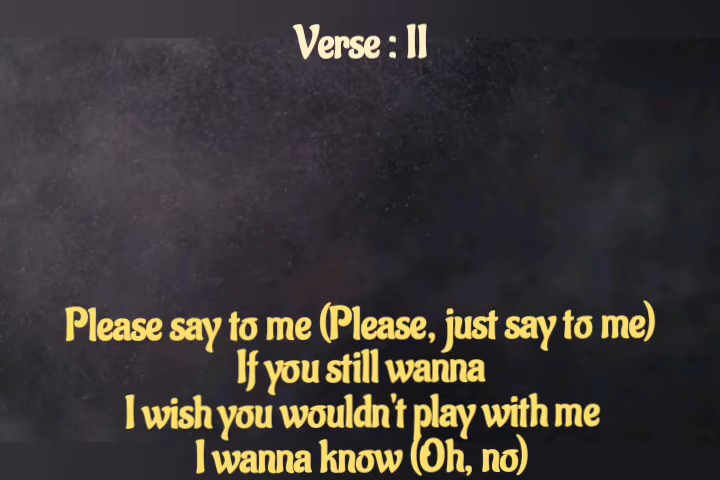 Verse : II
Please say to me (Please, just say to me)
If you still wanna
I wish you wouldn't play with me
I wanna know (Oh, no)